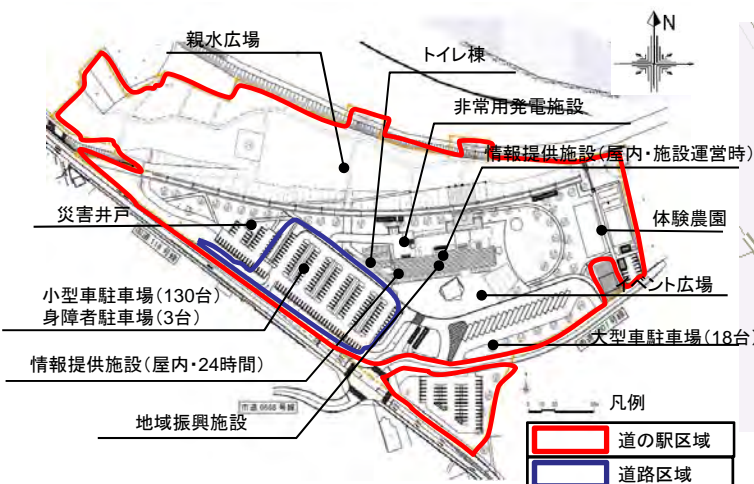 N
親水広場
トイレ棟
非常用発電施設
情報提供施設(屋内・施設運営時)
災害井戸
体験農園
小型車駐車場(130台)
身障者駐車場(3台)
イベント広場
大型車駐車場(18台)
情報提供施設(屋内・24時間)
地域振興施設
凡例
道の駅区域
道路区域